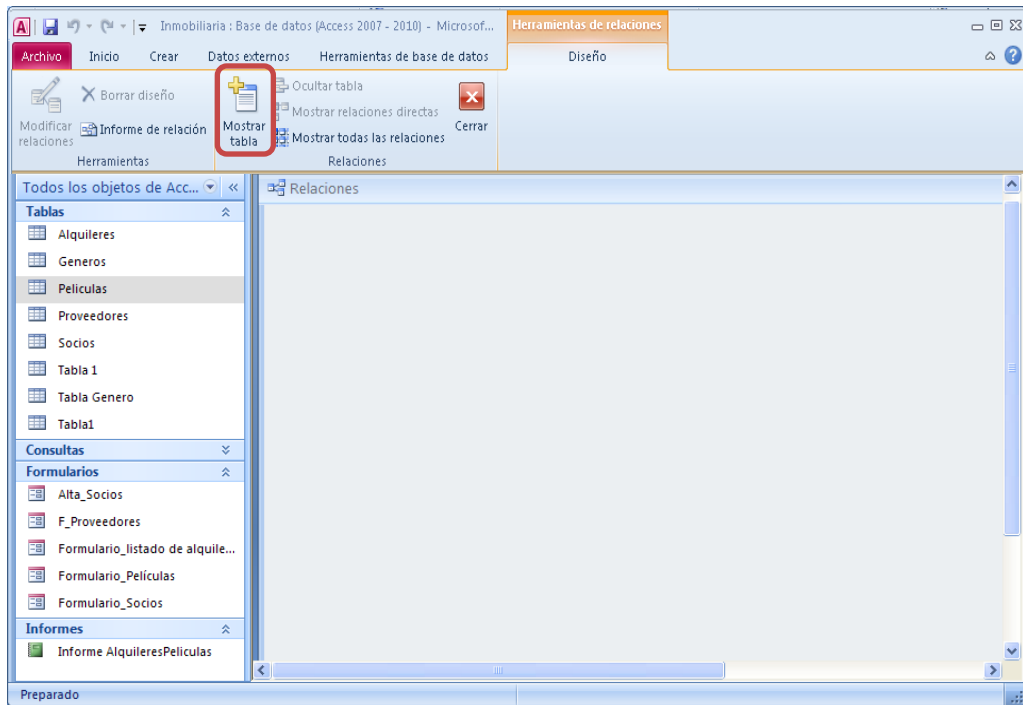 Inmobiliaria : Base de datos (Access 2007 - 2010) - Microsof...
Herramientas de relaciones
Archivo Inicio Crear Datos externos Herramientas de base de datos Diseño
Modificar relaciones
Borrar diseño
Informe de relación
Herramientas
Mostrar tabla
Ocultar tabla
Mostrar relaciones directas
Mostrar todas las relaciones
Cerrar
Relaciones
Todos los objetos de Acc...
Tablas
Alquileres
Generos
Peliculas
Proveedores
Socios
Tabla 1
Tabla Genero
Tabla1
Consultas
Formularios
Alta_Socios
F_Proveedores
Formulario_listado de alquile...
Formulario_Películas
Formulario_Socios
Informes
Informe AlquileresPeliculas
Relaciones
Preparado